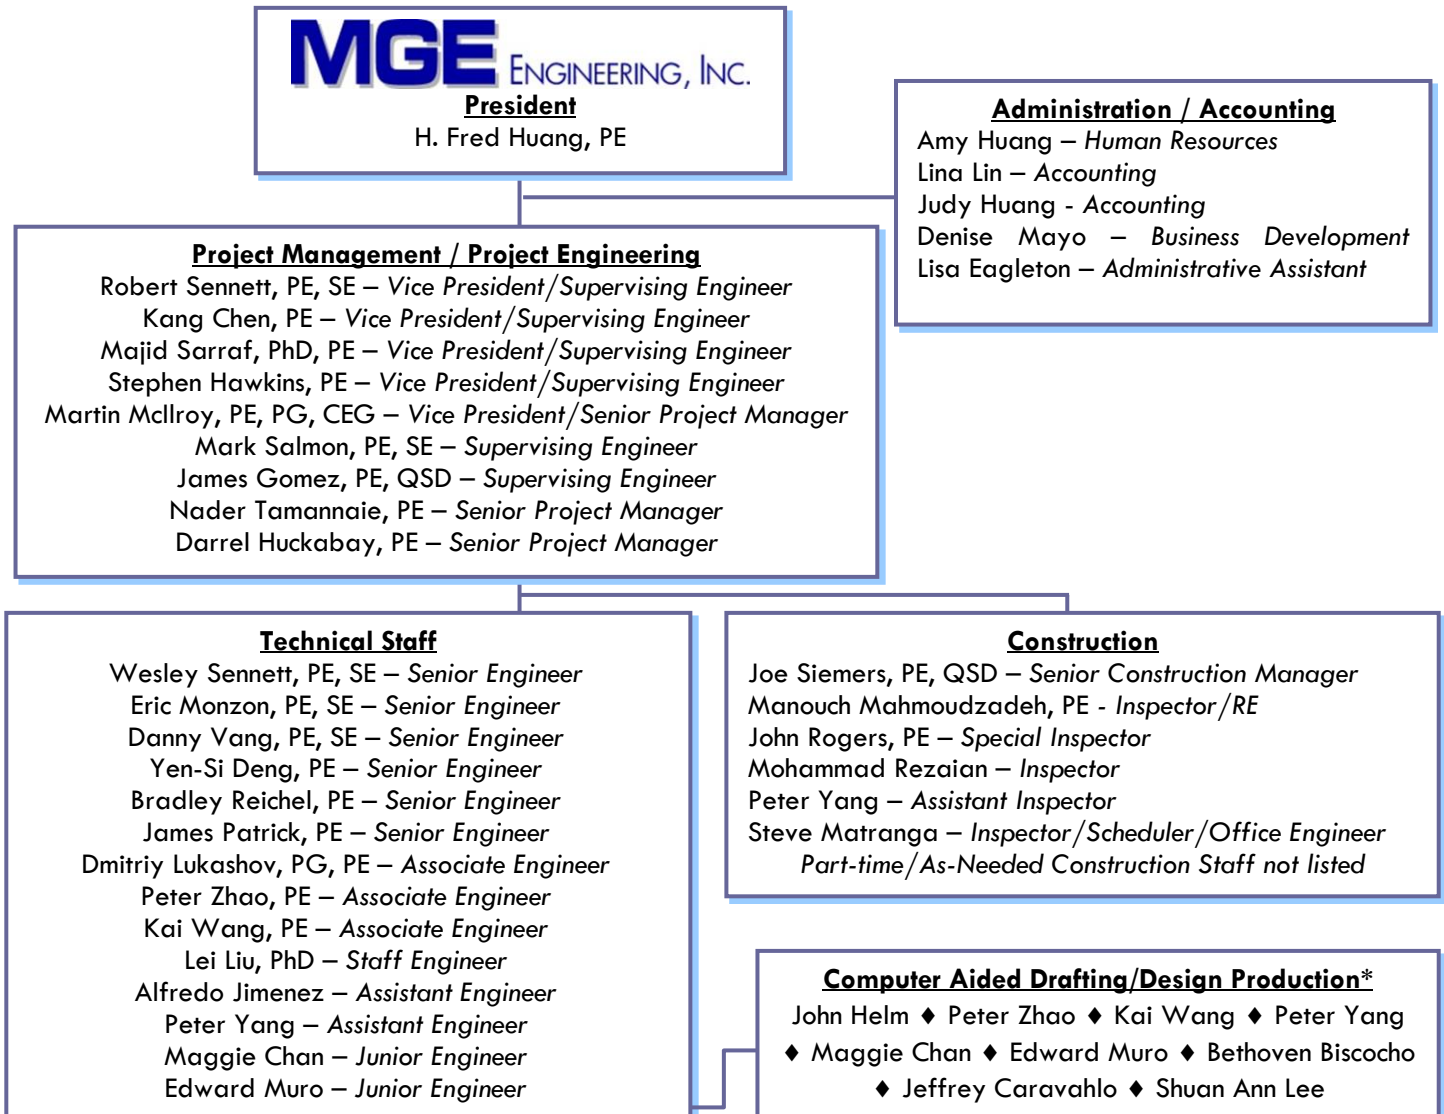 MGE ENGINEERING, INC.
President
H. Fred Huang, PE
Administration / Accounting
Amy Huang – Human Resources
Lina Lin – Accounting
Judy Huang - Accounting
Denise Mayo – Business Development
Lisa Eagleton – Administrative Assistant
Project Management / Project Engineering
Robert Sennett, PE, SE – Vice President/Supervising Engineer
Kang Chen, PE – Vice President/Supervising Engineer
Majid Sarraf, PhD, PE – Vice President/Supervising Engineer
Stephen Hawkins, PE – Vice President/Supervising Engineer
Martin McIlroy, PE, PG, CEG – Vice President/Senior Project Manager
Mark Salmon, PE, SE – Supervising Engineer
James Gomez, PE, QSD – Supervising Engineer
Nader Tamannaie, PE – Senior Project Manager
Darrel Huckabay, PE – Senior Project Manager
Technical Staff
Wesley Sennett, PE, SE – Senior Engineer
Eric Monzon, PE, SE – Senior Engineer
Danny Vang, PE, SE – Senior Engineer
Yen-Si Deng, PE – Senior Engineer
Bradley Reichel, PE – Senior Engineer
James Patrick, PE – Senior Engineer
Dmitriy Lukashov, PG, PE – Associate Engineer
Peter Zhao, PE – Associate Engineer
Kai Wang, PE – Associate Engineer
Lei Liu, PhD – Staff Engineer
Alfredo Jimenez – Assistant Engineer
Peter Yang – Assistant Engineer
Maggie Chan – Junior Engineer
Edward Muro – Junior Engineer
Construction
Joe Siemers, PE, QSD – Senior Construction Manager
Manouch Mahmoudzadeh, PE - Inspector/RE
John Rogers, PE – Special Inspector
Mohammad Rezaian – Inspector
Peter Yang – Assistant Inspector
Steve Matranga – Inspector/Scheduler/Office Engineer
Part-time/As-Needed Construction Staff not listed
Computer Aided Drafting/Design Production*
John Helm ♦ Peter Zhao ♦ Kai Wang ♦ Peter Yang
♦ Maggie Chan ♦ Edward Muro ♦ Bethoven Biscocho
♦ Jeffrey Caravahlo ♦ Shuan Ann Lee